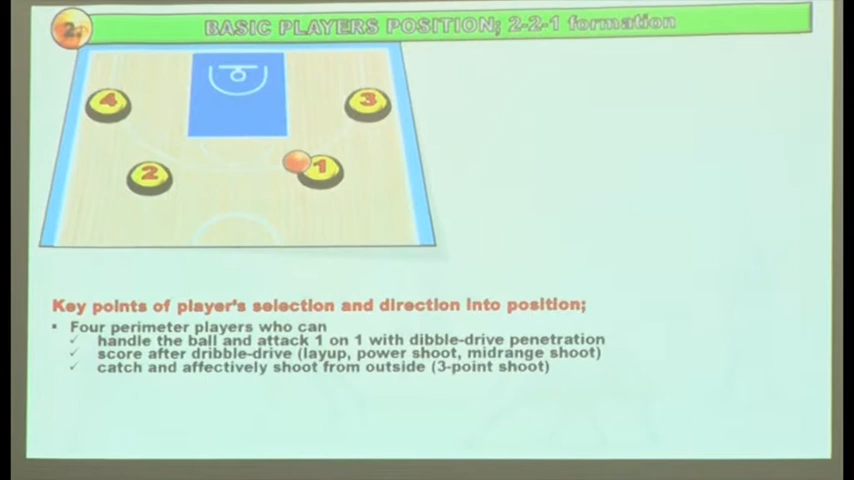 2.
BASIC PLAYERS POSITION; 2-2-1 formation
4
3
2
1
Key points of player's selection and direction into position;
▪ Four perimeter players who can
✓ handle the ball and attack 1 on 1 with dibble-drive penetration
✓ score after dribble-drive (layup, power shoot, midrange shoot)
✓ catch and affectively shoot from outside (3-point shoot)